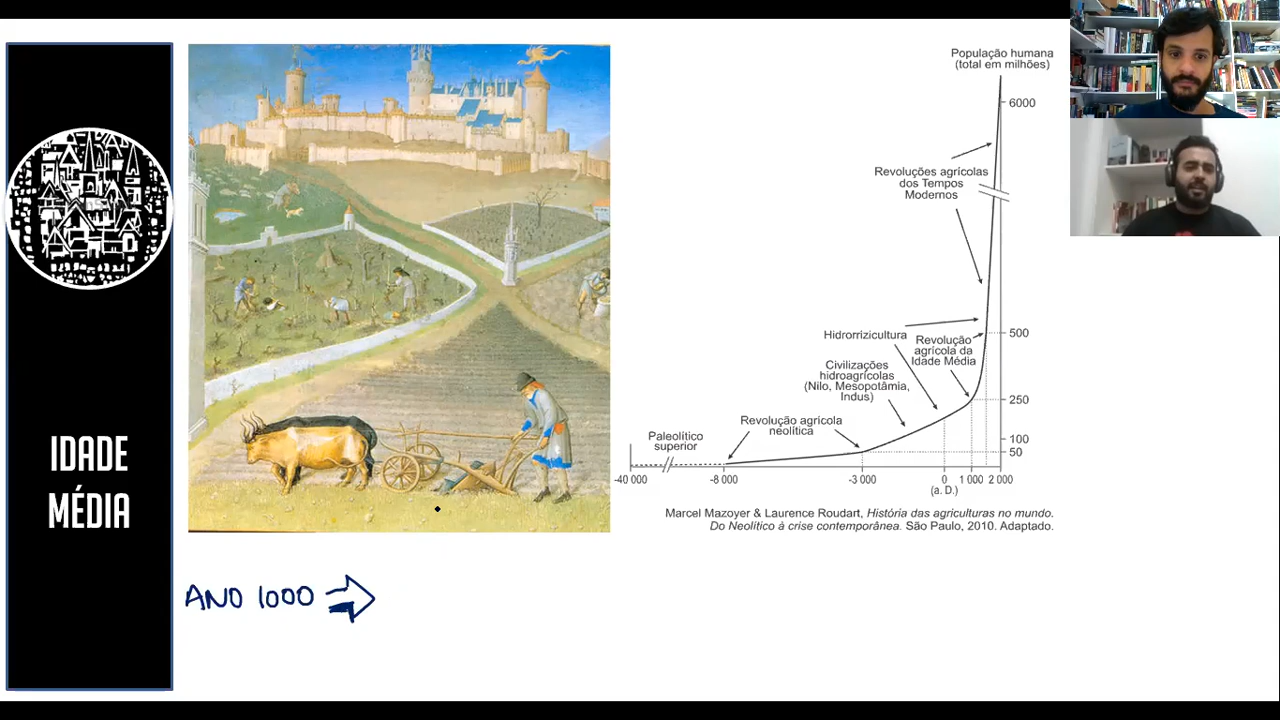 IDADE
MÉDIA
População humana
(total em milhões)
6000
Revoluções agrícolas
dos Tempos
Modernos
Hidrorrizicultura
500
Revolução
agrícola da
Idade Média
Civilizações
hidroagrícolas
(Nilo, Mesopotâmia,
Indus)
250
Revolução agrícola
neolítica
100
Paleolítico
superior
50
-40 000
-8 000
-3 000
0
1 000
2 000
(a. D.)
Marcel Mazoyer & Laurence Roudart, História das agriculturas no mundo.
Do Neolítico à crise contemporânea. São Paulo, 2010. Adaptado.
ANO 1000